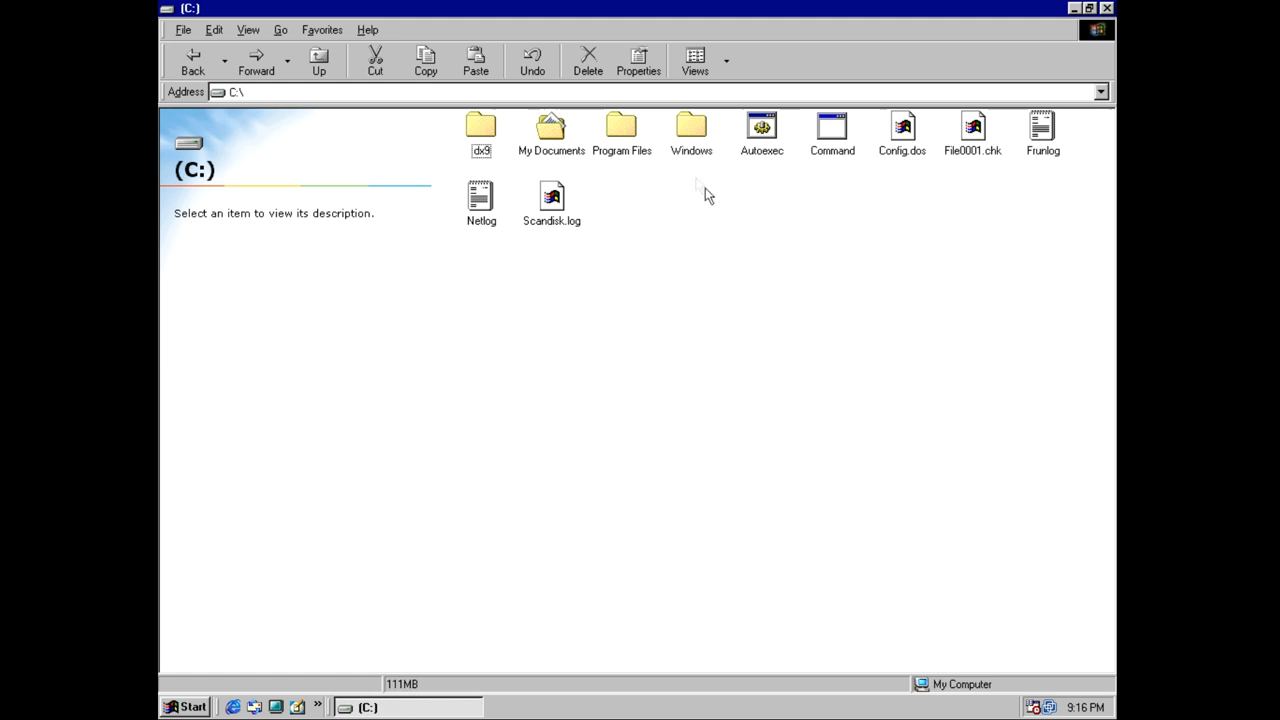 (C:)
File Edit View Go Favorites Help
Back Forward Up Cut Copy Paste Undo Delete Properties Views
Address C:\
(C:)
Select an item to view its description.
dx9 My Documents Program Files Windows Autoexec Command Config.dos File0001.chk Frunlog
Netlog Scandisk.log
111MB My Computer
Start » (C:) 9:16 PM